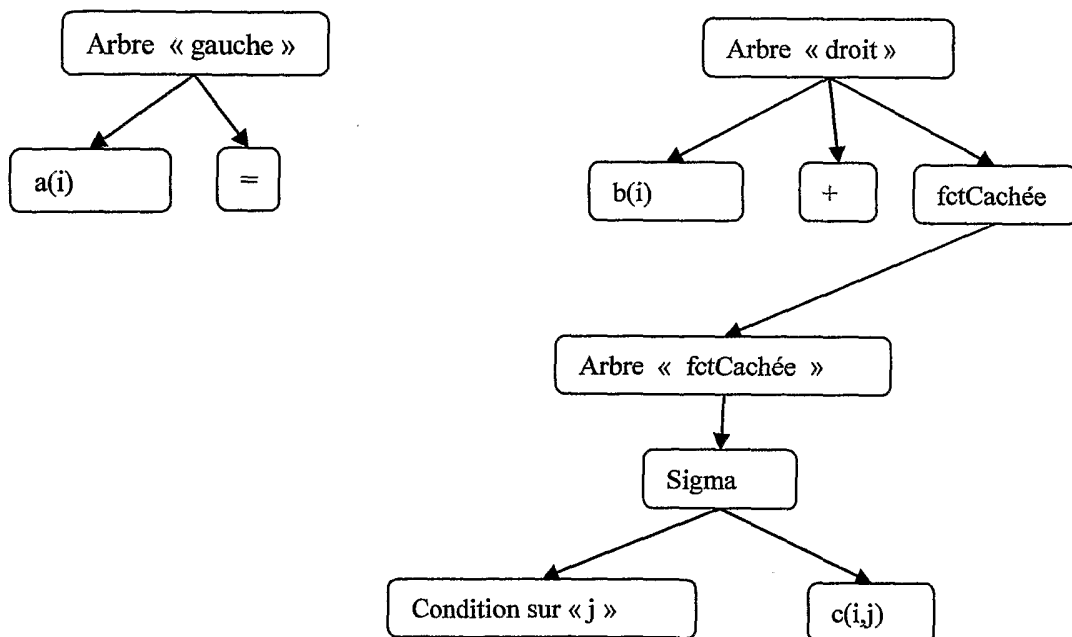 Arbre « gauche »
Arbre « droit »
a(i)
=
b(i)
+
fctCachée
Arbre « fctCachée »
Sigma
Condition sur « j »
c(i,j)